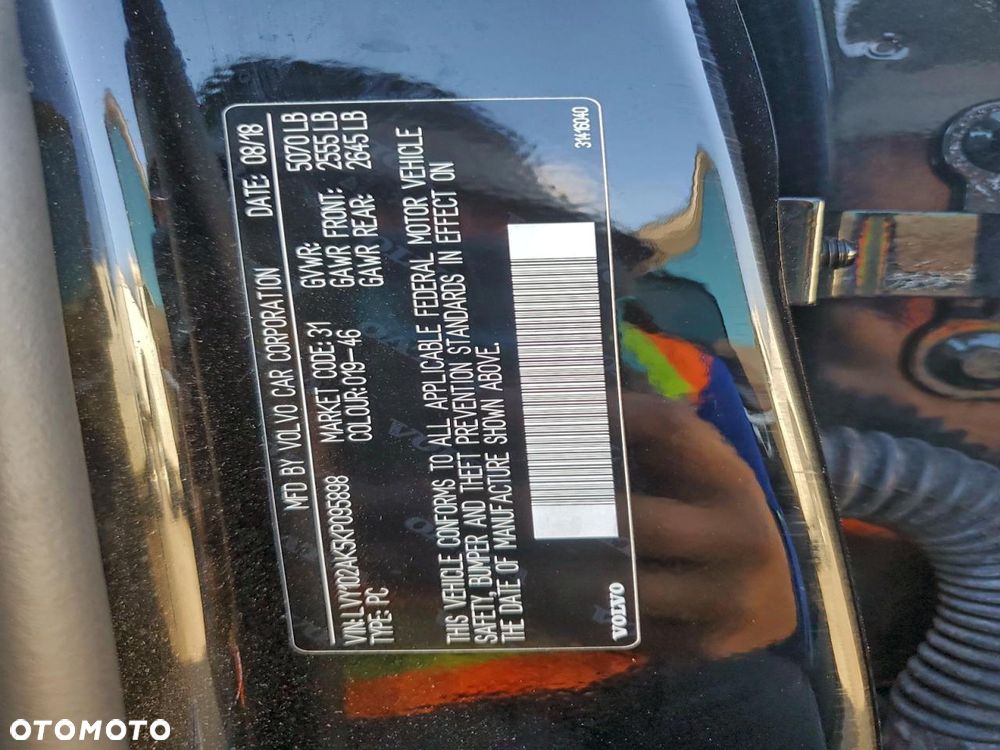 MFD BY VOLVO CAR CORPORATION DATE: 08/18
VIN: LVY102AK5KP095898 MARKET CODE: 31 GVWR: 5070 LB
TYPE: PC COLOUR: 019-46 GAWR FRONT: 2555 LB
GAWR REAR: 2645 LB
THIS VEHICLE CONFORMS TO ALL APPLICABLE FEDERAL MOTOR VEHICLE
SAFETY, BUMPER AND THEFT PREVENTION STANDARDS IN EFFECT ON
THE DATE OF MANUFACTURE SHOWN ABOVE.
VOLVO 31416040
OTOMOTO